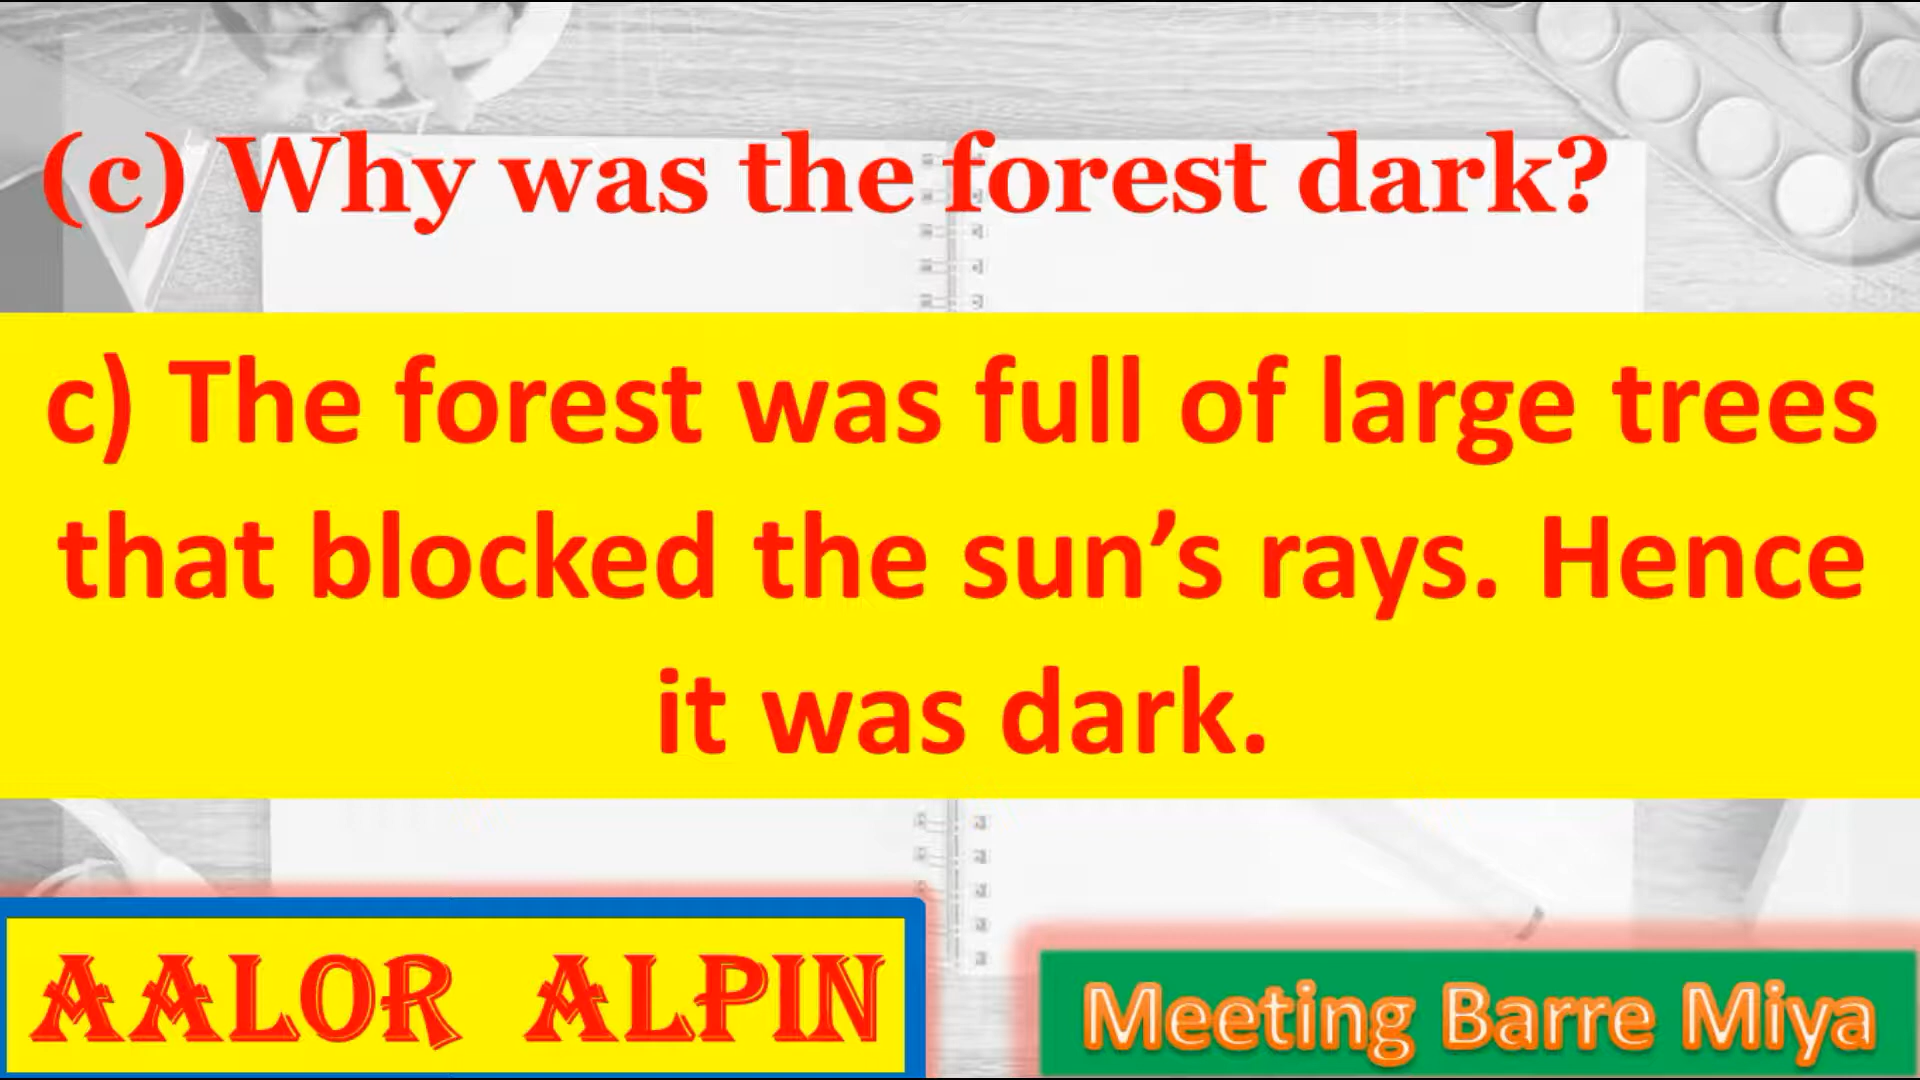 (c) Why was the forest dark?
c) The forest was full of large trees
that blocked the sun’s rays. Hence
it was dark.
AALOR ALPIN
Meeting Barre Miya